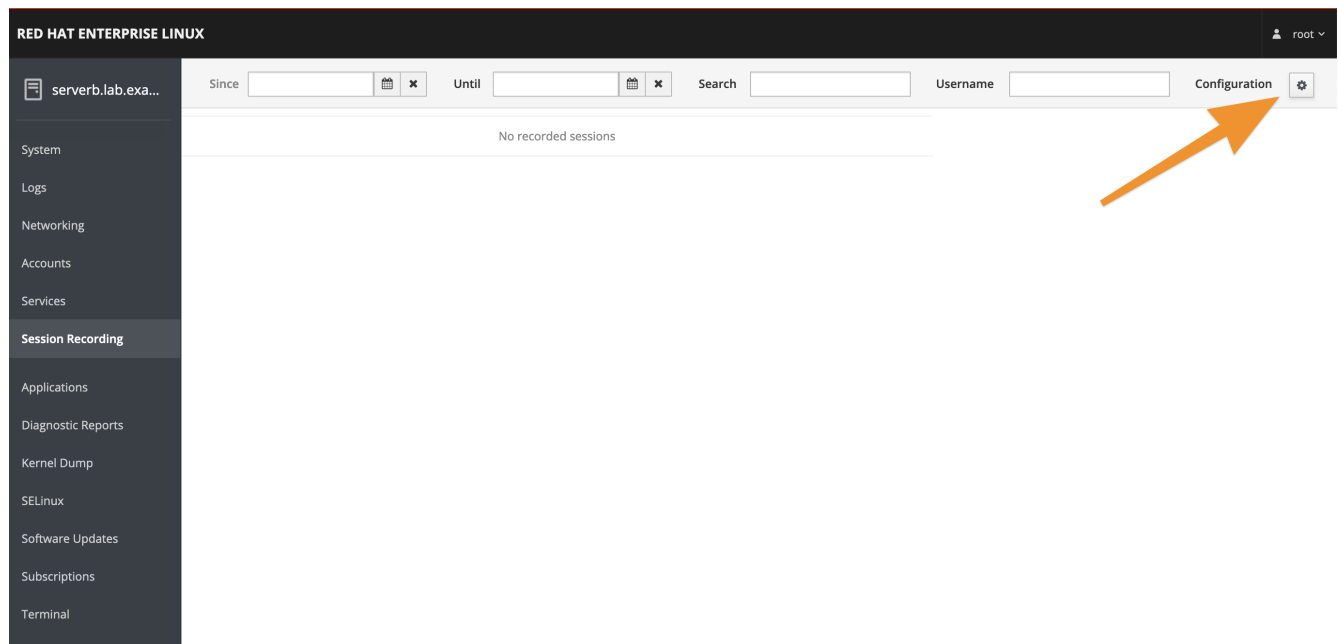 RED HAT ENTERPRISE LINUX
root
serverb.lab.exa...
Since
Until
Search
Username
Configuration
No recorded sessions
System
Logs
Networking
Accounts
Services
Session Recording
Applications
Diagnostic Reports
Kernel Dump
SELinux
Software Updates
Subscriptions
Terminal